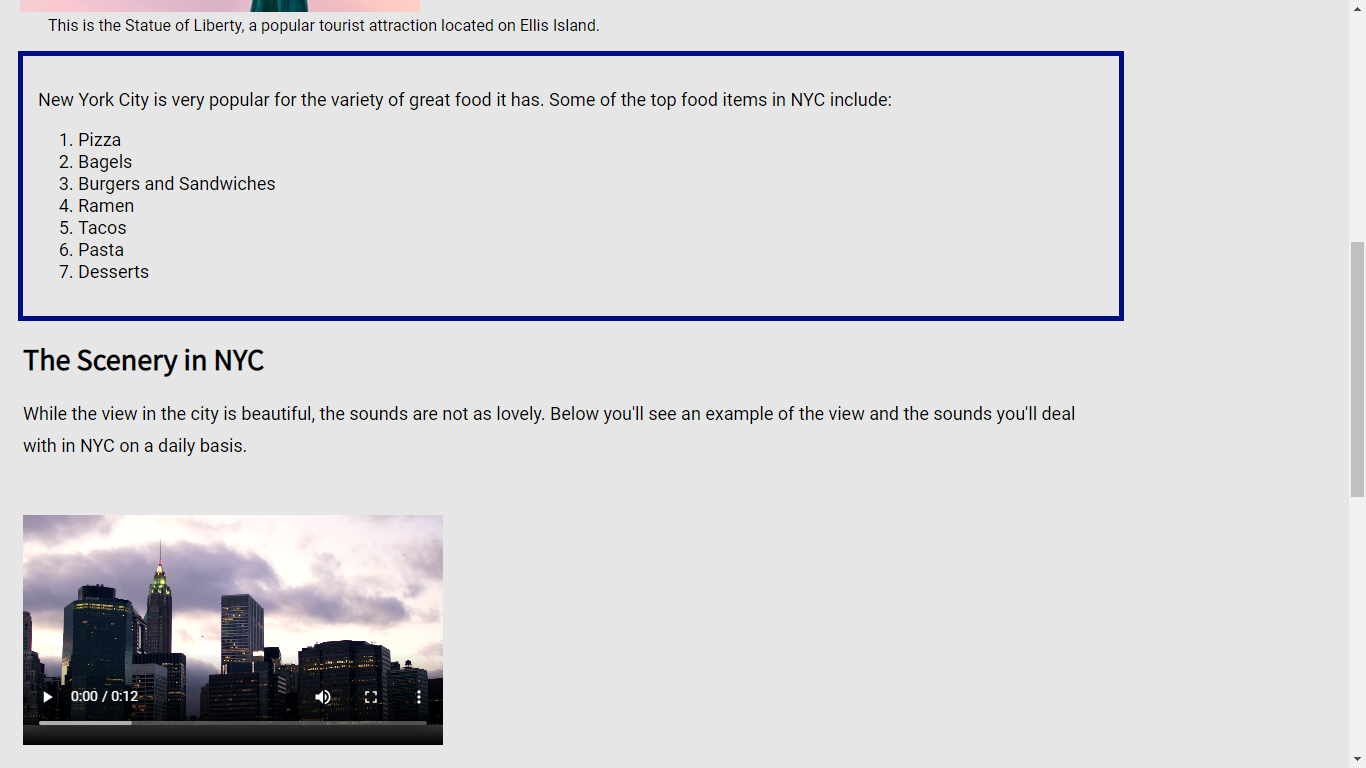 This is the Statue of Liberty, a popular tourist attraction located on Ellis Island.
New York City is very popular for the variety of great food it has. Some of the top food items in NYC include:
1. Pizza
2. Bagels
3. Burgers and Sandwiches
4. Ramen
5. Tacos
6. Pasta
7. Desserts
The Scenery in NYC
While the view in the city is beautiful, the sounds are not as lovely. Below you'll see an example of the view and the sounds you'll deal
with in NYC on a daily basis.
0:00 / 0:12